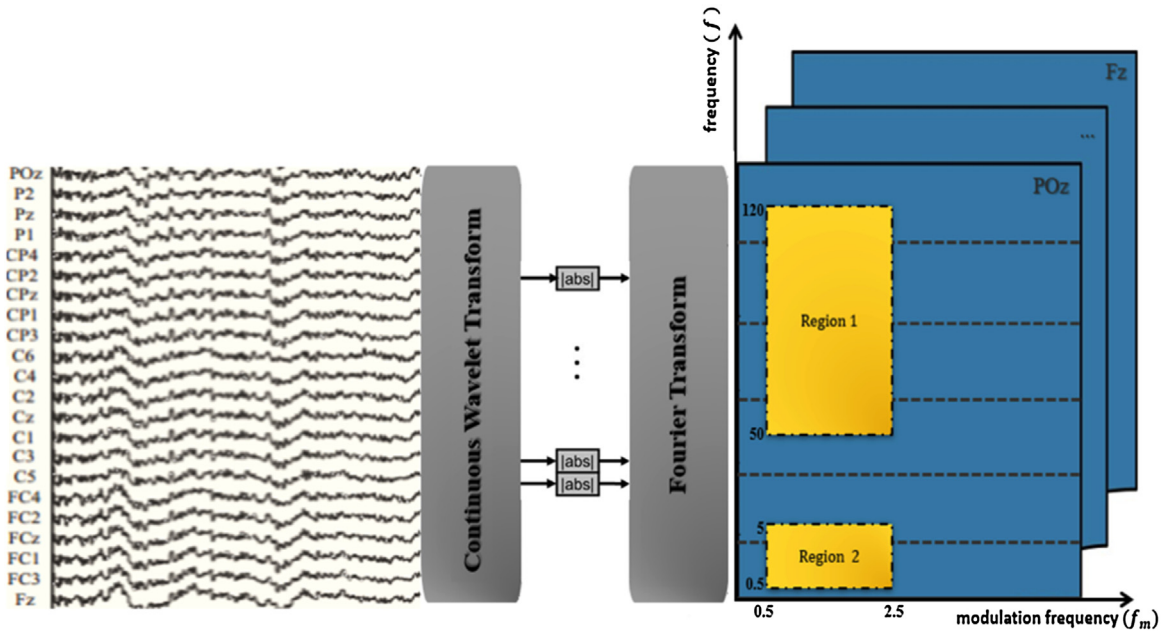 POz
P2
Pz
P1
CP4
CP2
CPz
CP1
CP3
C6
C4
C2
Cz
C1
C3
C5
FC4
FC2
FCz
FC1
FC3
Fz
Continuous Wavelet Transform
|abs|
⋮
|abs|
|abs|
Fourier Transform
frequency (f)
Fz
...
POz
120
Region 1
50
5
Region 2
0.5
0.5
2.5
modulation frequency (fₘ)